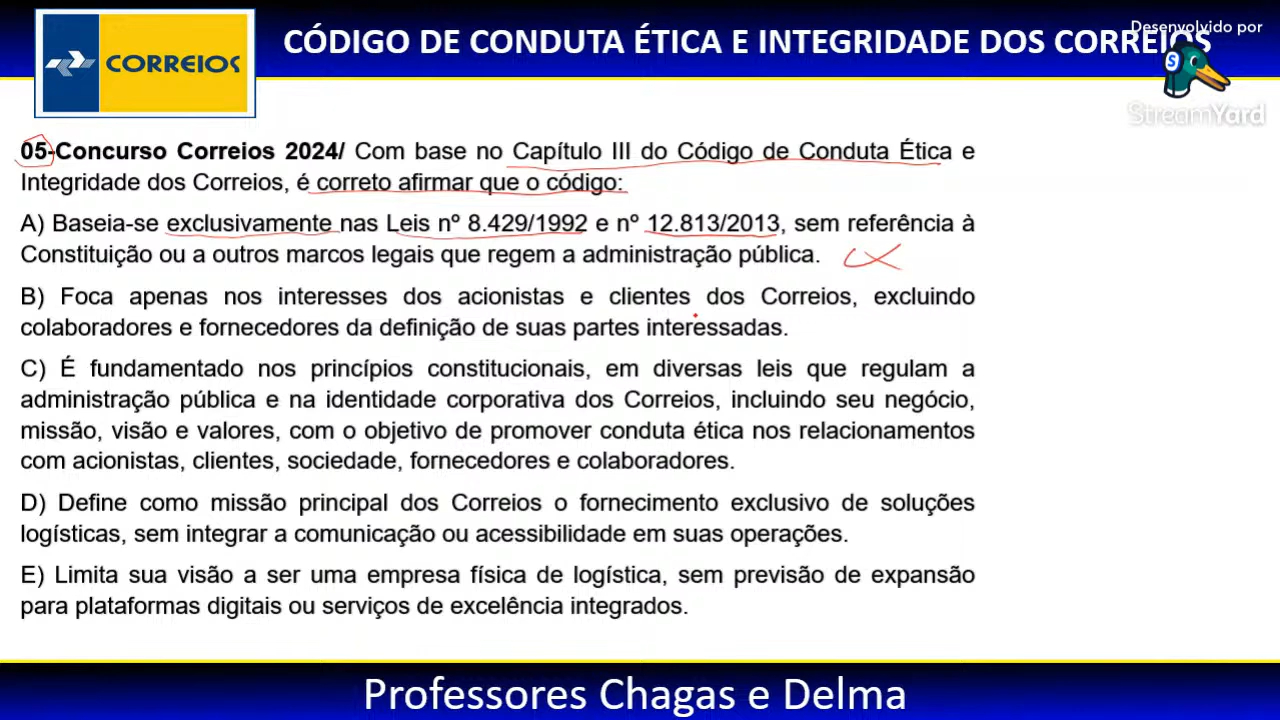 CORREIOS
CÓDIGO DE CONDUTA ÉTICA E INTEGRIDADE DOS CORREIOS
Desenvolvido por
S
StreamYard
05-Concurso Correios 2024/ Com base no Capítulo III do Código de Conduta Ética e
Integridade dos Correios, é correto afirmar que o código:
A) Baseia-se exclusivamente nas Leis nº 8.429/1992 e nº 12.813/2013, sem referência à
Constituição ou a outros marcos legais que regem a administração pública.
B) Foca apenas nos interesses dos acionistas e clientes dos Correios, excluindo
colaboradores e fornecedores da definição de suas partes interessadas.
C) É fundamentado nos princípios constitucionais, em diversas leis que regulam a
administração pública e na identidade corporativa dos Correios, incluindo seu negócio,
missão, visão e valores, com o objetivo de promover conduta ética nos relacionamentos
com acionistas, clientes, sociedade, fornecedores e colaboradores.
D) Define como missão principal dos Correios o fornecimento exclusivo de soluções
logísticas, sem integrar a comunicação ou acessibilidade em suas operações.
E) Limita sua visão a ser uma empresa física de logística, sem previsão de expansão
para plataformas digitais ou serviços de excelência integrados.
Professores Chagas e Delma